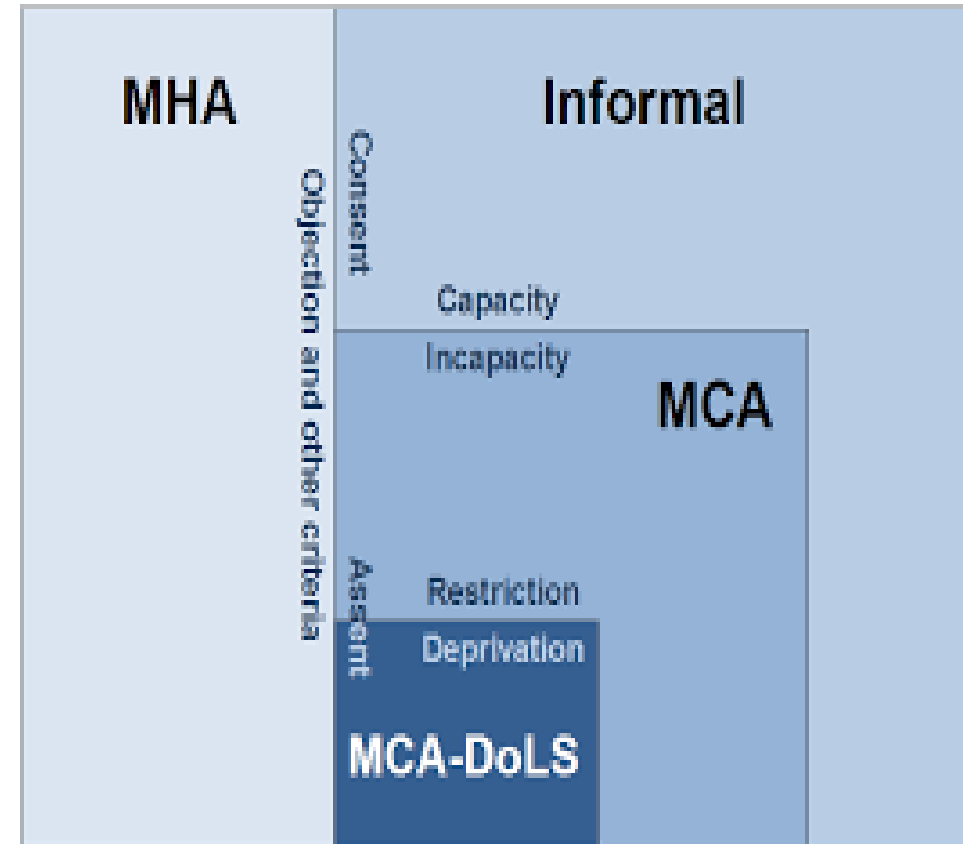 MHA
Informal
Consent
Objection and other criteria
Capacity
Incapacity
MCA
Assent
Restriction
Deprivation
MCA-DoLS